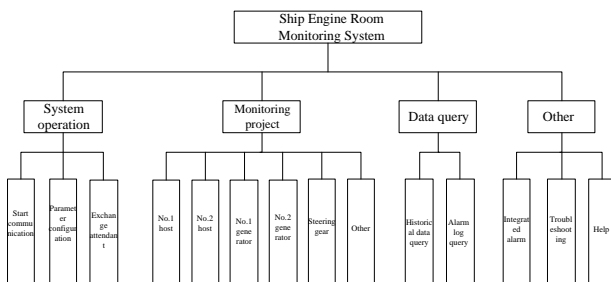 Ship Engine Room
Monitoring System
System
operation
Monitoring
project
Data query
Other
Start
commu
nication
Paramet
er
configur
ation
Exchang
e
attendan
t
No.1
host
No.2
host
No.1
gene
rator
No.2
gene
rator
Steering
gear
Other
Historic
al data
query
Alarm
log
query
Integrat
ed
alarm
Troubl
eshoot
ing
Help